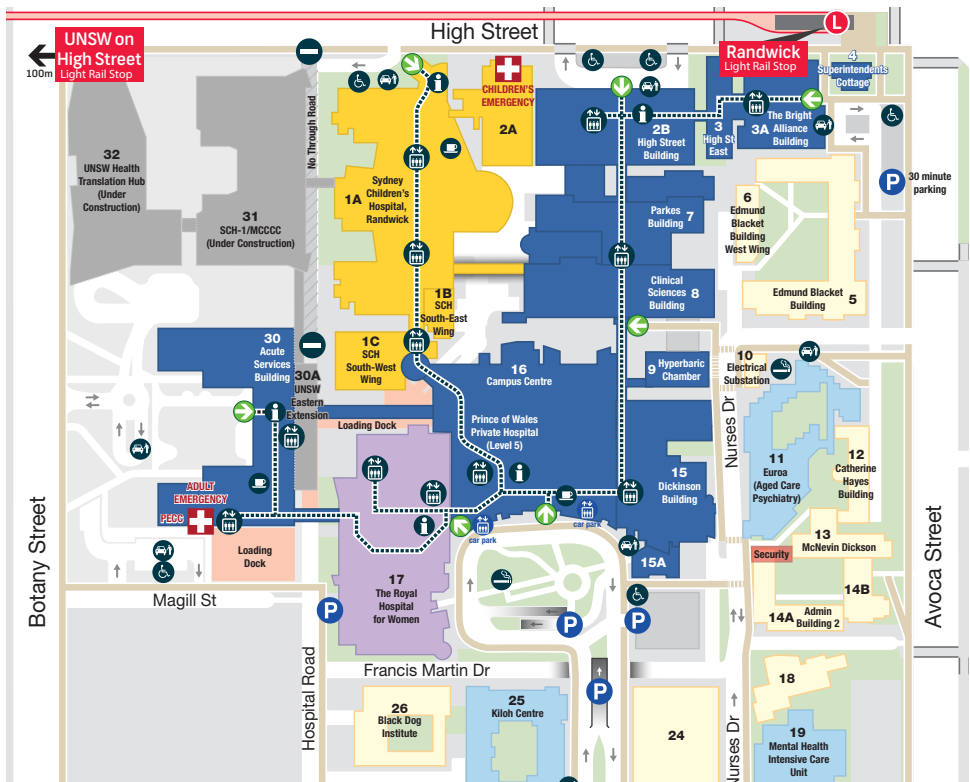 High Street
UNSW on
High Street
Light Rail Stop
100m
L
Randwick
Light Rail Stop
4
Superintendents
Cottage
CHILDREN'S
EMERGENCY
2A
2B
High Street
Building
3
High St
East
3A
The Bright
Alliance
Building
No Through Road
32
UNSW Health
Translation Hub
(Under
Construction)
31
SCH-1/MCCCC
(Under Construction)
1A
Sydney
Children's
Hospital,
Randwick
P
30 minute
parking
6
Edmund
Blacket
Building
West Wing
Parkes
Building
7
Clinical
Sciences
Building
8
Edmund Blacket
Building
5
1B
SCH
South-East
Wing
1C
SCH
South-West
Wing
30
Acute
Services
Building
30A
UNSW
Eastern
Extension
16
Campus Centre
9
Hyperbaric
Chamber
10
Electrical
Substation
Loading Dock
Prince of Wales
Private Hospital
(Level 5)
Nurses Dr
11
Euroa
(Aged Care
Psychiatry)
12
Catherine
Hayes
Building
15
Dickinson
Building
ADULT
EMERGENCY
PECC
Loading
Dock
car park
car park
15A
13
McNevin Dickson
Security
14A
Admin
Building 2
14B
Botany Street
Avoca Street
Magill St
17
The Royal
Hospital
for Women
P
P
P
P
Francis Martin Dr
Hospital Road
26
Black Dog
Institute
25
Kiloh Centre
24
Nurses Dr
18
19
Mental Health
Intensive Care
Unit